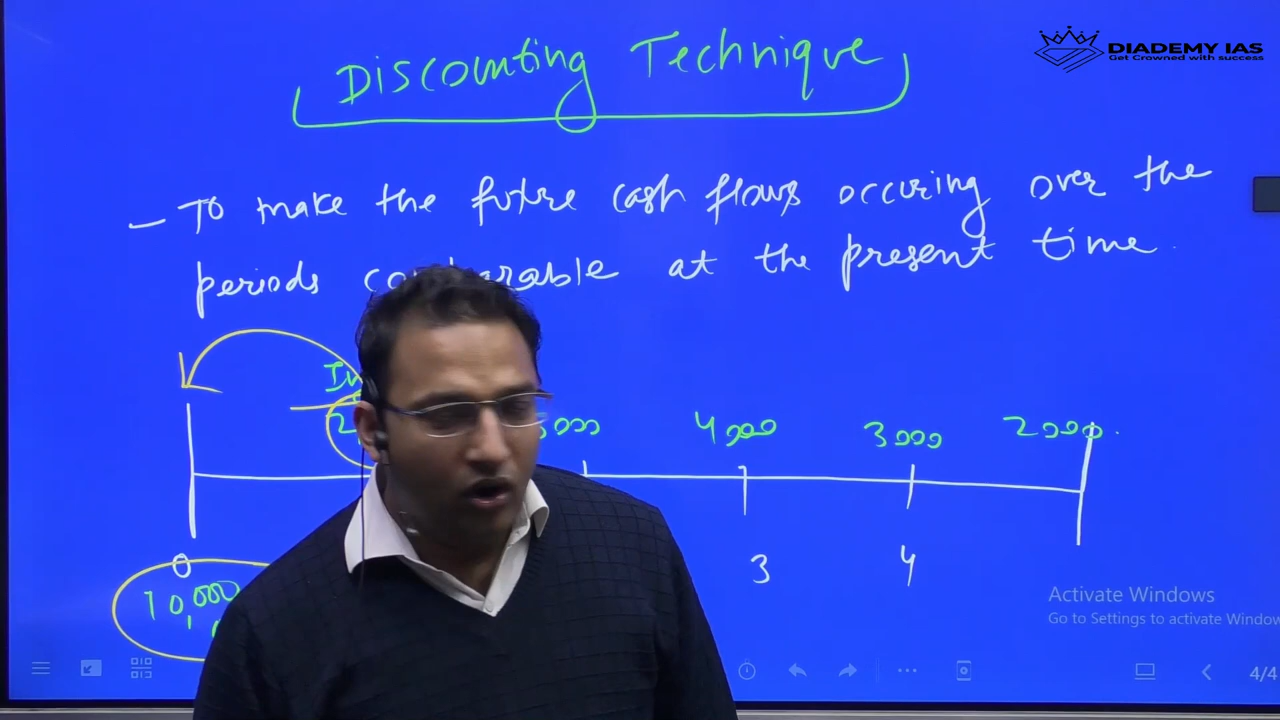 DIADEMY IAS
Get Crowned with success
Discounting Technique
- To make the future cash flows occuring over the
periods comparable at the present time.
4000 3000 2000
0 3 4
10,000
Activate Windows
Go to Settings to activate Window
4/4